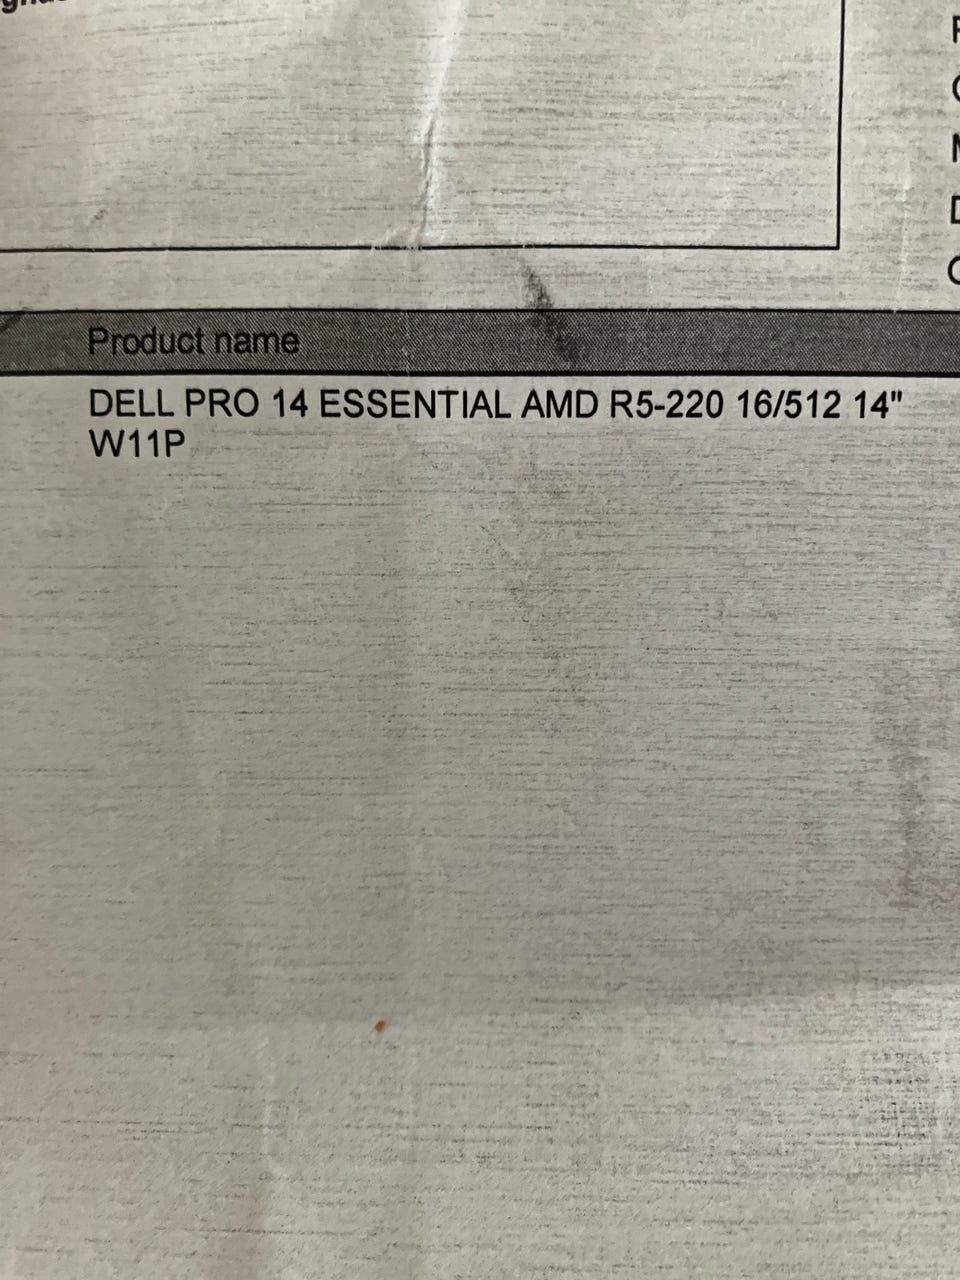 Product name
DELL PRO 14 ESSENTIAL AMD R5-220 16/512 14"
W11P